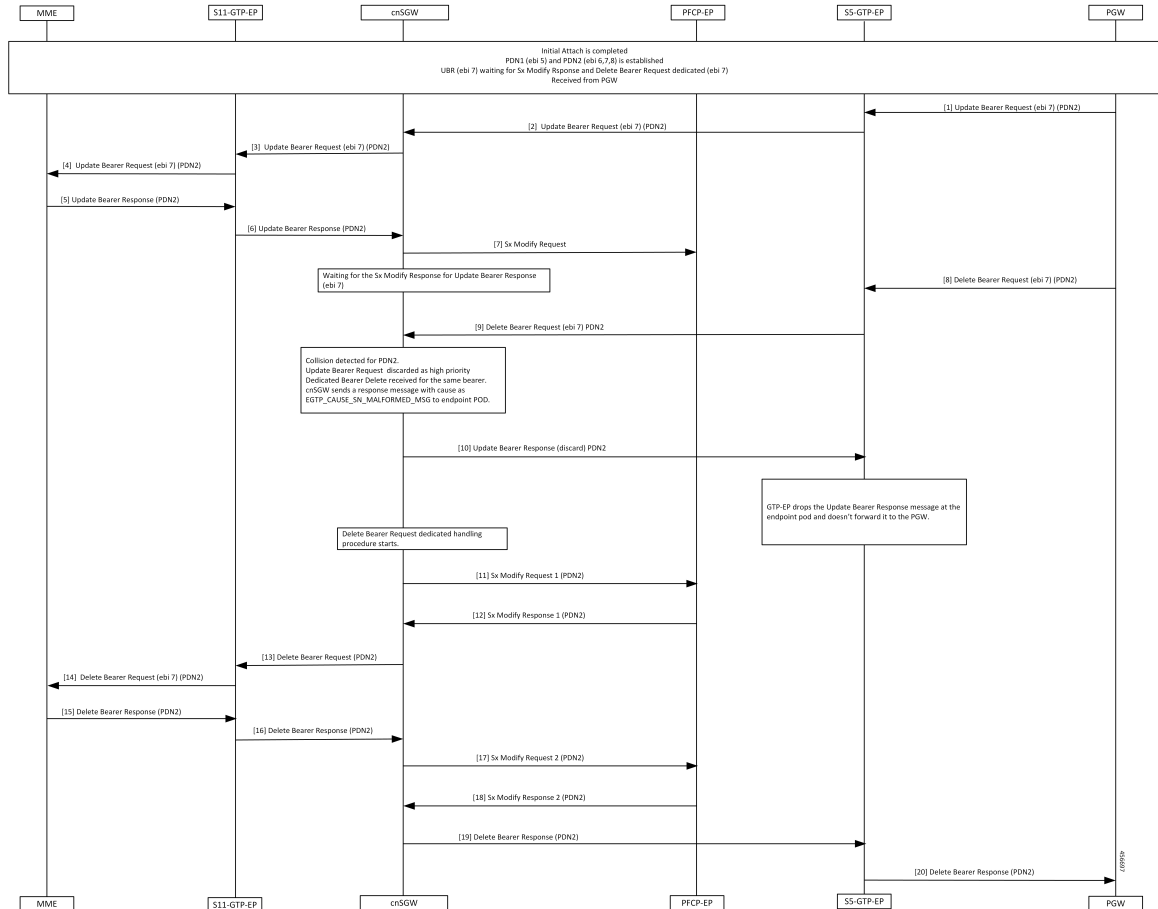 MME
S11-GTP-EP
cnSGW
PFCP-EP
S5-GTP-EP
PGW
Initial Attach is completed
PDN1 (ebi 5) and PDN2 (ebi 6,7,8) is established
UBR (ebi 7) waiting for Sx Modify Rsponse and Delete Bearer Request dedicated (ebi 7)
Received from PGW
[1] Update Bearer Request (ebi 7) (PDN2)
[2] Update Bearer Request (ebi 7) (PDN2)
[3] Update Bearer Request (ebi 7) (PDN2)
[4] Update Bearer Request (ebi 7) (PDN2)
[5] Update Bearer Response (PDN2)
[6] Update Bearer Response (PDN2)
[7] Sx Modify Request
Waiting for the Sx Modify Response for Update Bearer Response
(ebi 7)
[8] Delete Bearer Request (ebi 7) (PDN2)
[9] Delete Bearer Request (ebi 7) PDN2
Collision detected for PDN2.
Update Bearer Request discarded as high priority
Dedicated Bearer Delete received for the same bearer.
cnSGW sends a response message with cause as
EGTP_CAUSE_SN_MALFORMED_MSG to endpoint POD.
[10] Update Bearer Response (discard) PDN2
GTP-EP drops the Update Bearer Response message at the
endpoint pod and doesn't forward it to the PGW.
Delete Bearer Request dedicated handling
procedure starts.
[11] Sx Modify Request 1 (PDN2)
[12] Sx Modify Response 1 (PDN2)
[13] Delete Bearer Request (PDN2)
[14] Delete Bearer Request (ebi 7) (PDN2)
[15] Delete Bearer Response (PDN2)
[16] Delete Bearer Response (PDN2)
[17] Sx Modify Request 2 (PDN2)
[18] Sx Modify Response 2 (PDN2)
[19] Delete Bearer Response (PDN2)
[20] Delete Bearer Response (PDN2)
456697
MME
S11-GTP-EP
cnSGW
PFCP-EP
S5-GTP-EP
PGW